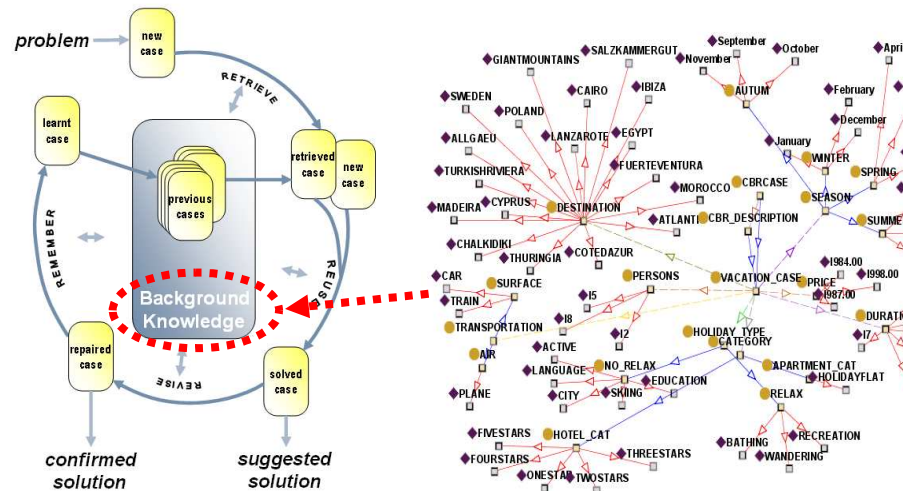 problem
new
case
RETRIEVE
learnt
case
previous
cases
retrieved
case
new
case
REMEMBER
REUSE
Background
Knowledge
repaired
case
REVISE
solved
case
confirmed
solution
suggested
solution
SALZKAMMERGUT
GIANTMOUNTAINS
CAIRO
IBIZA
SWEDEN
POLAND
ALLGAEU
LANZAROTE
EGYPT
TURKISHRIVIERA
FUERTEVENTURA
DESTINATION
MOROCCO
MADEIRA
CYPRUS
ATLANTI
CHALKIDIKI
COTEDAZUR
THURINGIA
September
October
November
April
AUTUM
February
December
January
WINTER
SPRING
CBRCASE
SEASON
CBR_DESCRIPTION
SUMME
CAR
SURFACE
PERSONS
VACATION_CASE
I984.00
PRICE
I998.00
I987.00
TRAIN
I5
DURATI
TRANSPORTATION
I8
I2
I7
HOLIDAY_TYPE
CATEGORY
AIR
ACTIVE
NO_RELAX
APARTMENT_CAT
HOLIDAYFLAT
LANGUAGE
EDUCATION
PLANE
CITY
SKIING
RELAX
FIVESTARS
HOTEL_CAT
RECREATION
BATHING
FOURSTARS
THREESTARS
WANDERING
ONESTAR
TWOSTARS